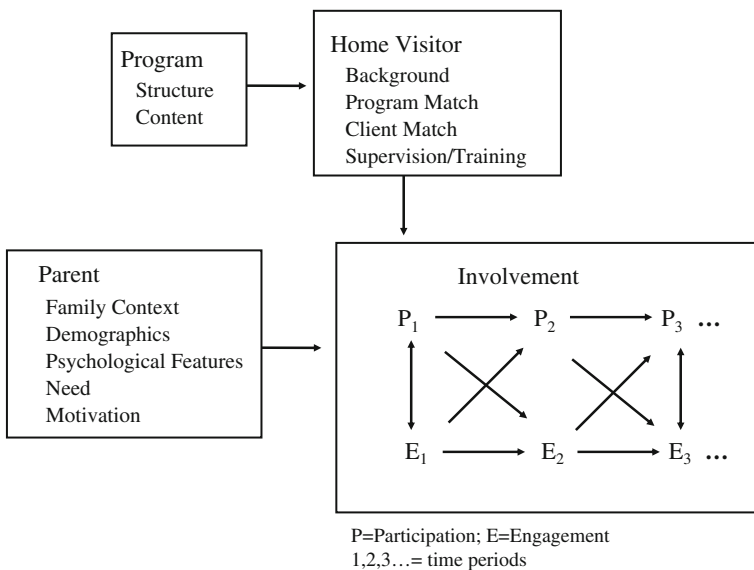 Program
Structure
Content
Home Visitor
Background
Program Match
Client Match
Supervision/Training
Parent
Family Context
Demographics
Psychological Features
Need
Motivation
Involvement
P₁ P₂ P₃ ...
E₁ E₂ E₃ ...
P=Participation; E=Engagement
1,2,3…= time periods